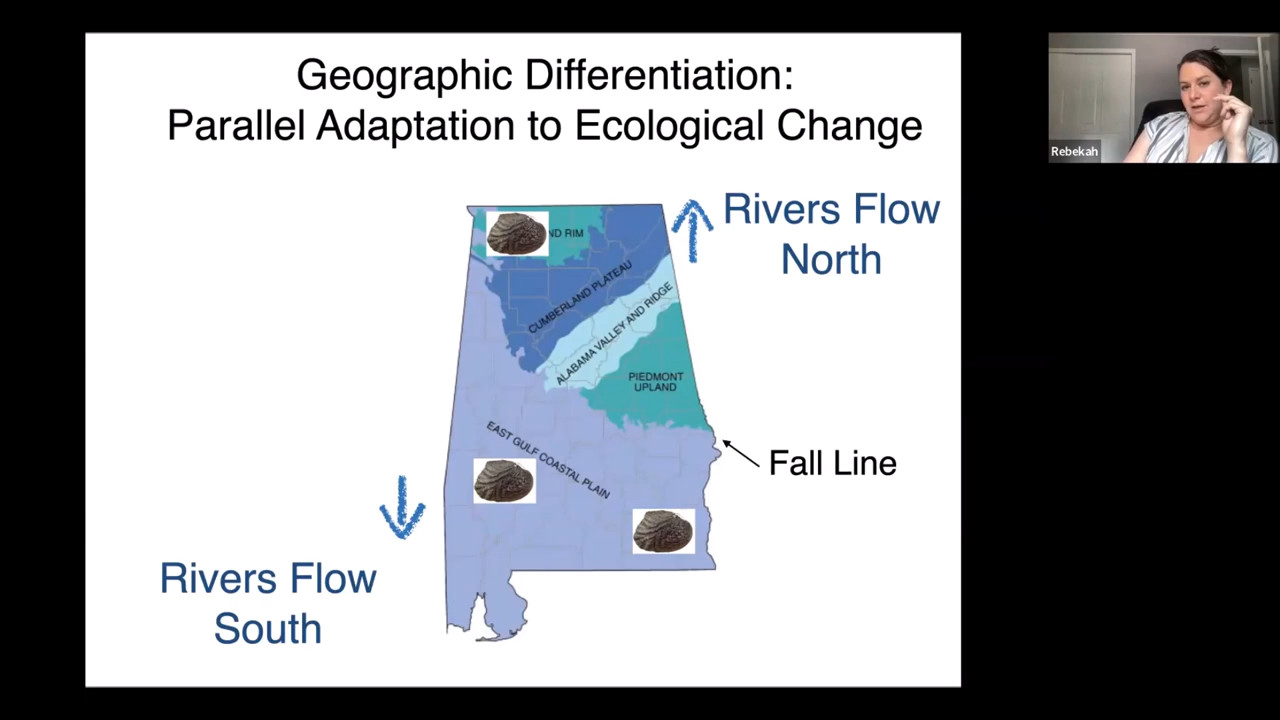 Geographic Differentiation:
Parallel Adaptation to Ecological Change
Rebekah
Rivers Flow
North
ND RIM
CUMBERLAND PLATEAU
ALABAMA VALLEY AND RIDGE
PIEDMONT
UPLAND
EAST GULF COASTAL PLAIN
Fall Line
Rivers Flow
South